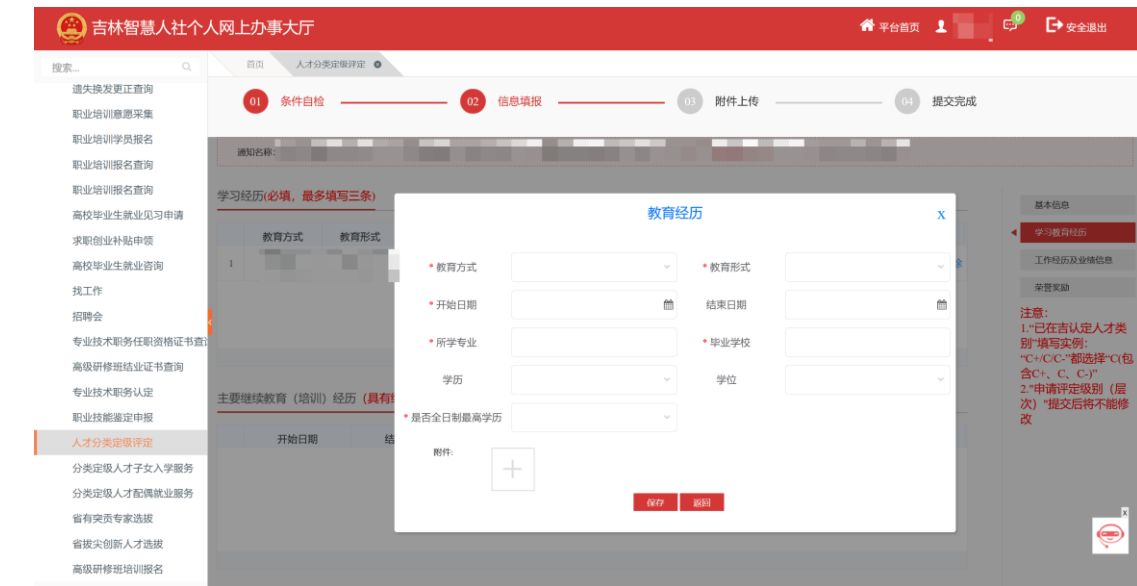 吉林智慧人社个人网上办事大厅
平台首页
0
安全退出
搜索...
首页
人才分类定级评定
遗失换发更正查询
职业培训意愿采集
职业培训学员报名
职业培训报名查询
职业培训报名查询
高校毕业生就业见习申请
求职创业补贴申领
高校毕业生就业咨询
找工作
招聘会
专业技术职务任职资格证书查
高级研修班结业证书查询
专业技术职务认定
职业技能鉴定申报
人才分类定级评定
分类定级人才子女入学服务
分类定级人才配偶就业服务
省有突贡专家选拔
省拔尖创新人才选拔
高级研修班培训报名
01 条件自检
02 信息填报
03 附件上传
04 提交完成
通知名称:
学习经历(必填，最多填写三条)
教育方式 教育形式
1
除
主要继续教育（培训）经历（具有
开始日期 结
教育经历
x
*教育方式
*教育形式
*开始日期
结束日期
*所学专业
*毕业学校
学历
学位
*是否全日制最高学历
附件:
保存 返回
基本信息
学习教育经历
工作经历及业绩信息
荣誉奖励
注意：
1.“已在吉认定人才类
别“填写实例：
“C+/C/C-”都选择“C(包
含C+、C、C-)”
2.“申请评定级别（层
次）”提交后将不能修
改
x